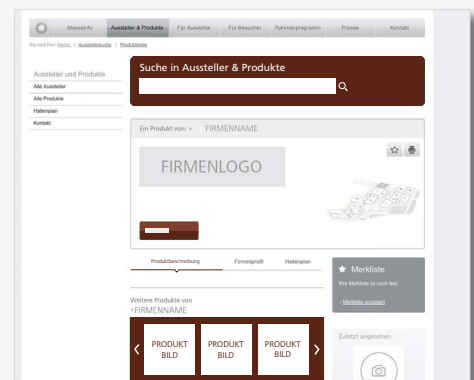 Messeinfo Aussteller & Produkte Für Aussteller Für Besucher Rahmenprogramm Presse Kontakt
Sie sind hier: Home | Ausstellersuche | Produktliste
Aussteller und Produkte
Alle Aussteller
Alle Produkte
Hallenplan
Kontakt
Suche in Aussteller & Produkte
Ein Produkt von: › FIRMENNAME
FIRMENLOGO
Produktbeschreibung Firmenprofil Hallenplan
Merkliste
Ihre Merkliste ist noch leer.
› Merkliste anzeigen
Weitere Produkte von
›FIRMENNAME
PRODUKT
BILD
PRODUKT
BILD
PRODUKT
BILD
Zuletzt angesehen